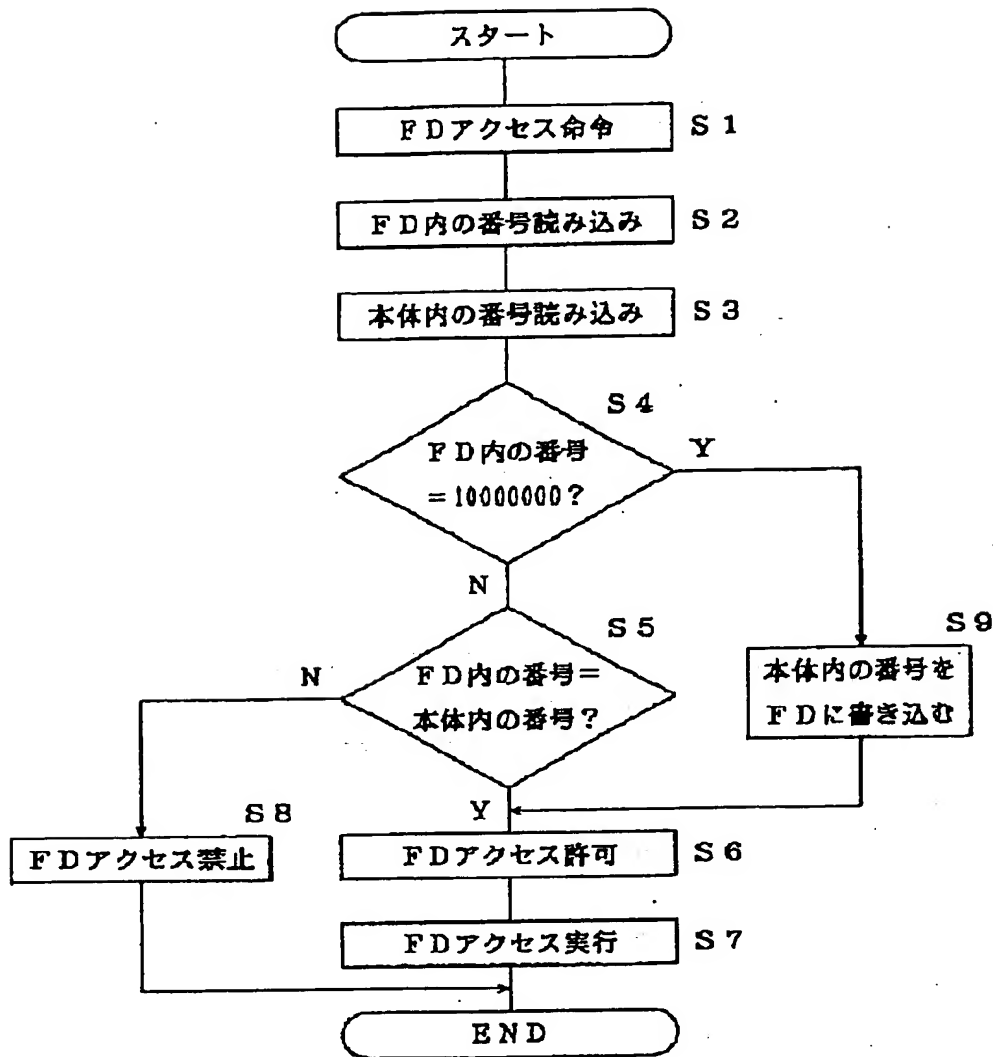 スタート
FDアクセス命令 S1
FD内の番号読み込み S2
本体内の番号読み込み S3
S4
FD内の番号
=10000000?
Y
N
S5
FD内の番号=
本体内の番号?
N
Y
S9
本体内の番号を
FDに書き込む
S8
FDアクセス禁止
FDアクセス許可 S6
FDアクセス実行 S7
END